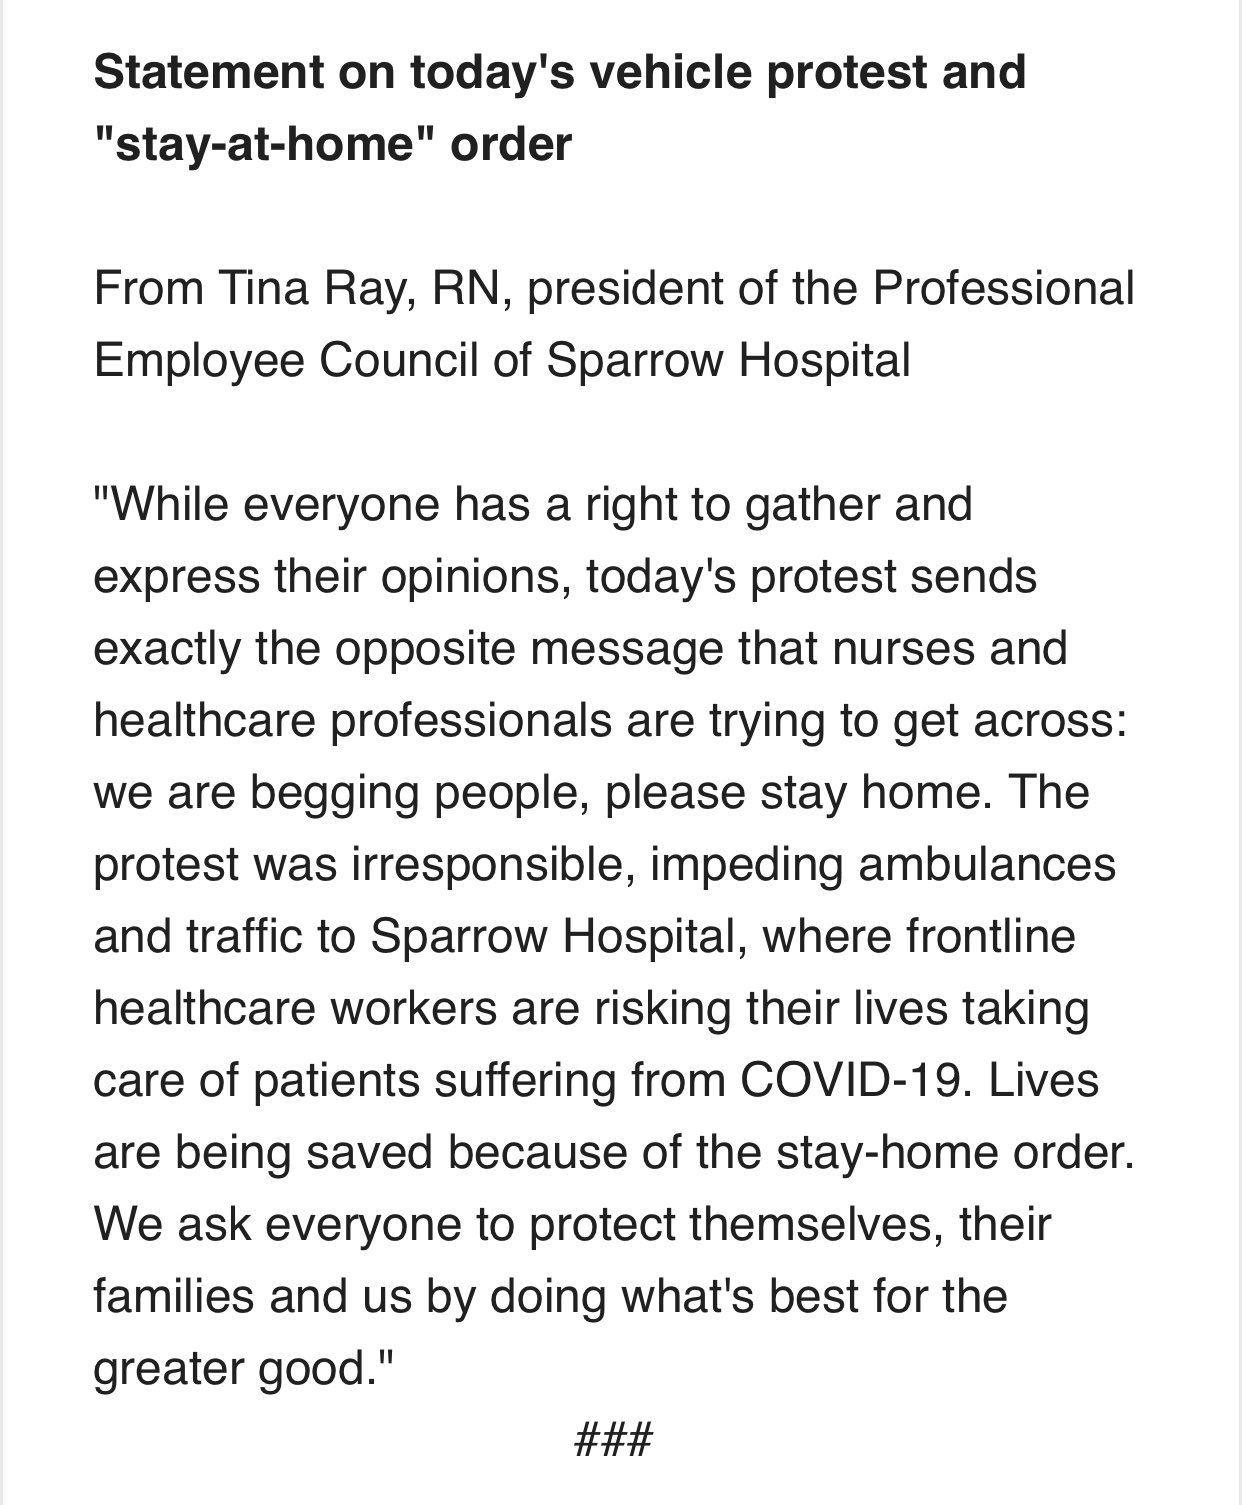 Statement on today's vehicle protest and
"stay-at-home" order
From Tina Ray, RN, president of the Professional
Employee Council of Sparrow Hospital
"While everyone has a right to gather and
express their opinions, today's protest sends
exactly the opposite message that nurses and
healthcare professionals are trying to get across:
we are begging people, please stay home. The
protest was irresponsible, impeding ambulances
and traffic to Sparrow Hospital, where frontline
healthcare workers are risking their lives taking
care of patients suffering from COVID-19. Lives
are being saved because of the stay-home order.
We ask everyone to protect themselves, their
families and us by doing what's best for the
greater good."
###